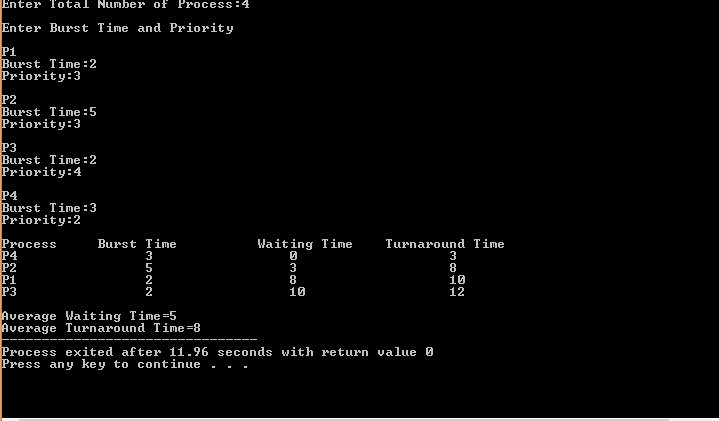 Enter Total Number of Process:4
Enter Burst Time and Priority
P1
Burst Time:2
Priority:3
P2
Burst Time:5
Priority:3
P3
Burst Time:2
Priority:4
P4
Burst Time:3
Priority:2
Process Burst Time Waiting Time Turnaround Time
P4 3 0 3
P2 5 3 8
P1 2 8 10
P3 2 10 12
Average Waiting Time=5
Average Turnaround Time=8
--------------------------------
Process exited after 11.96 seconds with return value 0
Press any key to continue . . .